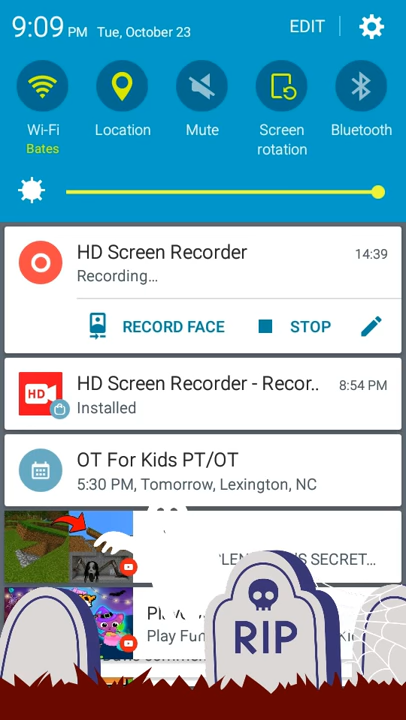 9:09 PM Tue, October 23 EDIT
Wi-Fi Location Mute Screen rotation Bluetooth
Bates
HD Screen Recorder 14:39
Recording...
RECORD FACE STOP
HD
HD Screen Recorder - Recor.. 8:54 PM
Installed
OT For Kids PT/OT
5:30 PM, Tomorrow, Lexington, NC
SECRET...
Play Fun
RIP